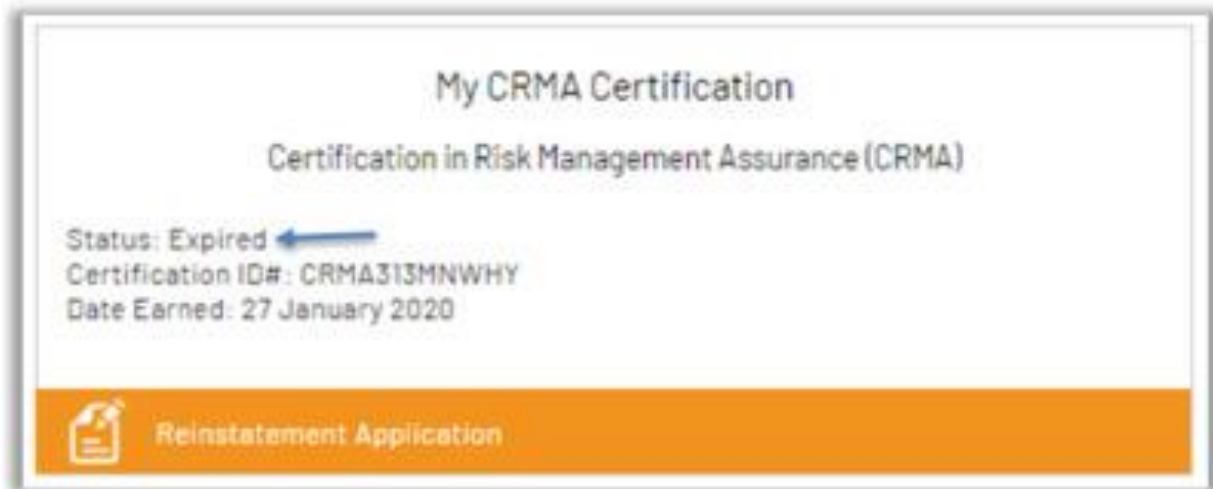 My CRMA Certification
Certification in Risk Management Assurance (CRMA)
Status: Expired
Certification ID#: CRMA313MNWHY
Date Earned: 27 January 2020
Reinstatement Application